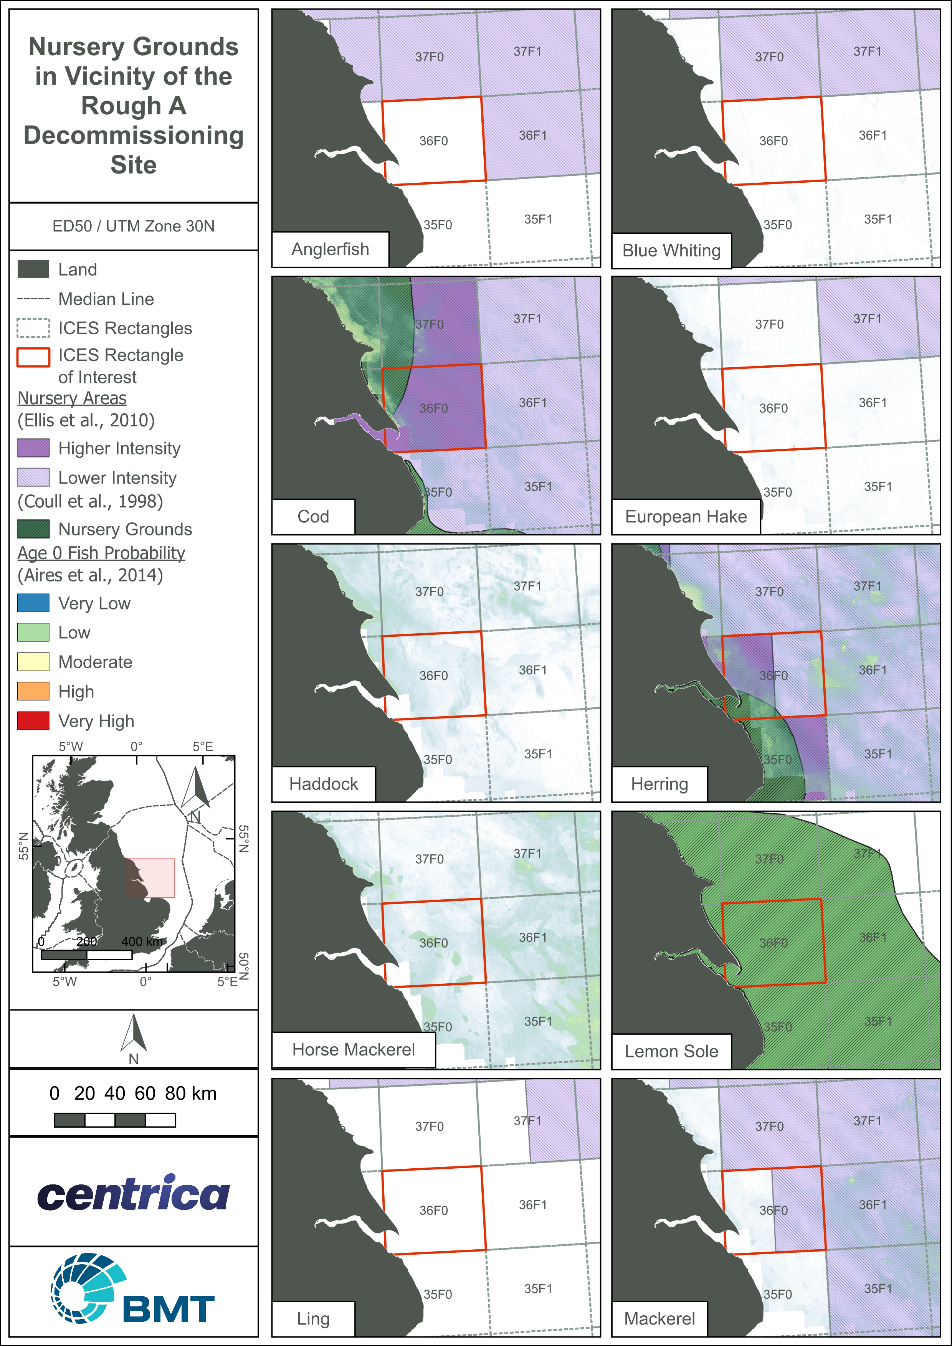 Nursery Grounds
in Vicinity of the
Rough A
Decommissioning
Site
ED50 / UTM Zone 30N
Land
Median Line
ICES Rectangles
ICES Rectangle
of Interest
Nursery Areas
(Ellis et al., 2010)
Higher Intensity
Lower Intensity
(Coull et al., 1998)
Nursery Grounds
Age 0 Fish Probability
(Aires et al., 2014)
Very Low
Low
Moderate
High
Very High
5°W 0° 5°E
55°N
55°N
N
0 200 400 km
50°N
5°W 0° 5°E
N
0 20 40 60 80 km
centrica
BMT
37F0 37F1
36F0 36F1
35F0 35F1
Anglerfish
37F0 37F1
36F0 36F1
35F0 35F1
Blue Whiting
37F0 37F1
36F0 36F1
35F0 35F1
Cod
37F0 37F1
36F0 36F1
35F0 35F1
European Hake
37F0 37F1
36F0 36F1
35F0 35F1
Haddock
37F0 37F1
36F0 36F1
35F0 35F1
Herring
37F0 37F1
36F0 36F1
35F0 35F1
Horse Mackerel
37F0 37F1
36F0 36F1
35F0 35F1
Lemon Sole
37F0 37F1
36F0 36F1
35F0 35F1
Ling
37F0 37F1
36F0 36F1
35F0 35F1
Mackerel